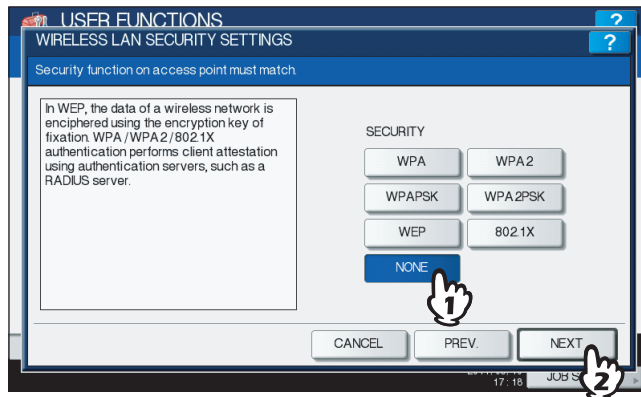 USER FUNCTIONS
?
WIRELESS LAN SECURITY SETTINGS
?
Security function on access point must match.
In WEP, the data of a wireless network is
enciphered using the encryption key of
fixation. WPA/WPA2/802.1X
authentication performs client attestation
using authentication servers, such as a
RADIUS server.
SECURITY
WPA
WPA2
WPAPSK
WPA2PSK
WEP
802.1X
NONE
1
CANCEL
PREV.
NEXT
2
17:18
JOB S